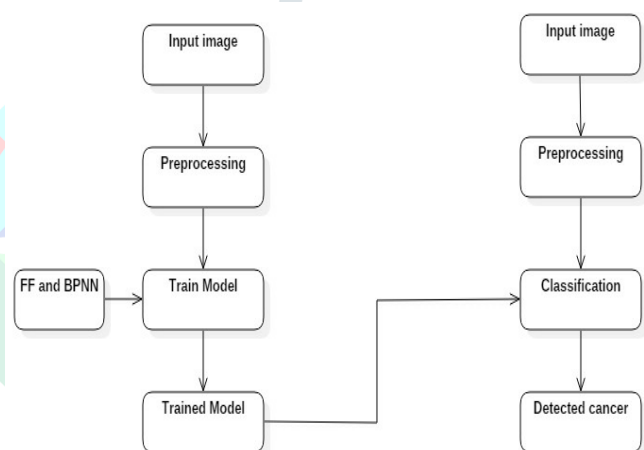 Input image
Preprocessing
FF and BPNN
Train Model
Trained Model
Input image
Preprocessing
Classification
Detected cancer